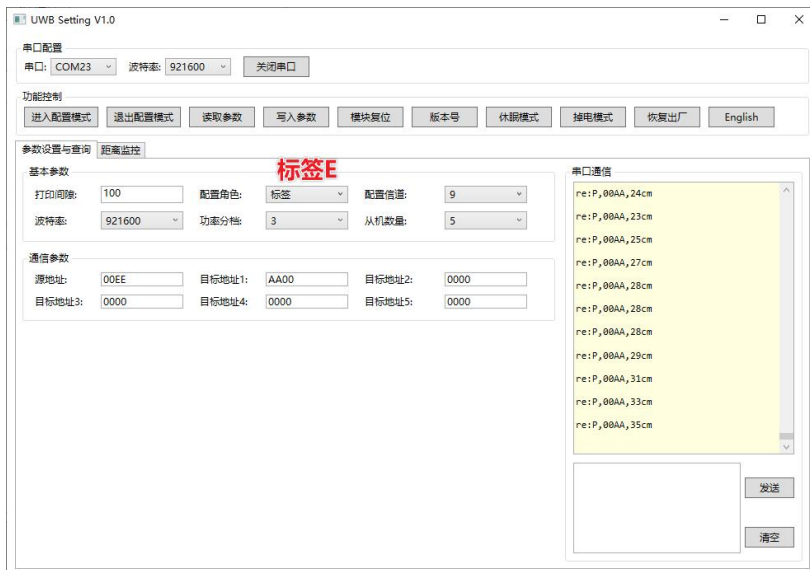 UWB Setting V1.0
串口配置
串口: COM23 波特率: 921600 关闭串口
功能控制
进入配置模式 退出配置模式 读取参数 写入参数 模块复位 版本号 休眠模式 掉电模式 恢复出厂 English
参数设置与查询 距离监控
标签E
基本参数
打印间隙: 100 配置角色: 标签 配置信道: 9
波特率: 921600 功率分档: 3 从机数量: 5
通信参数
源地址: 00EE 目标地址1: AA00 目标地址2: 0000
目标地址3: 0000 目标地址4: 0000 目标地址5: 0000
串口通信
re:P,00AA,24cm
re:P,00AA,23cm
re:P,00AA,25cm
re:P,00AA,27cm
re:P,00AA,28cm
re:P,00AA,28cm
re:P,00AA,28cm
re:P,00AA,29cm
re:P,00AA,31cm
re:P,00AA,33cm
re:P,00AA,35cm
发送
清空